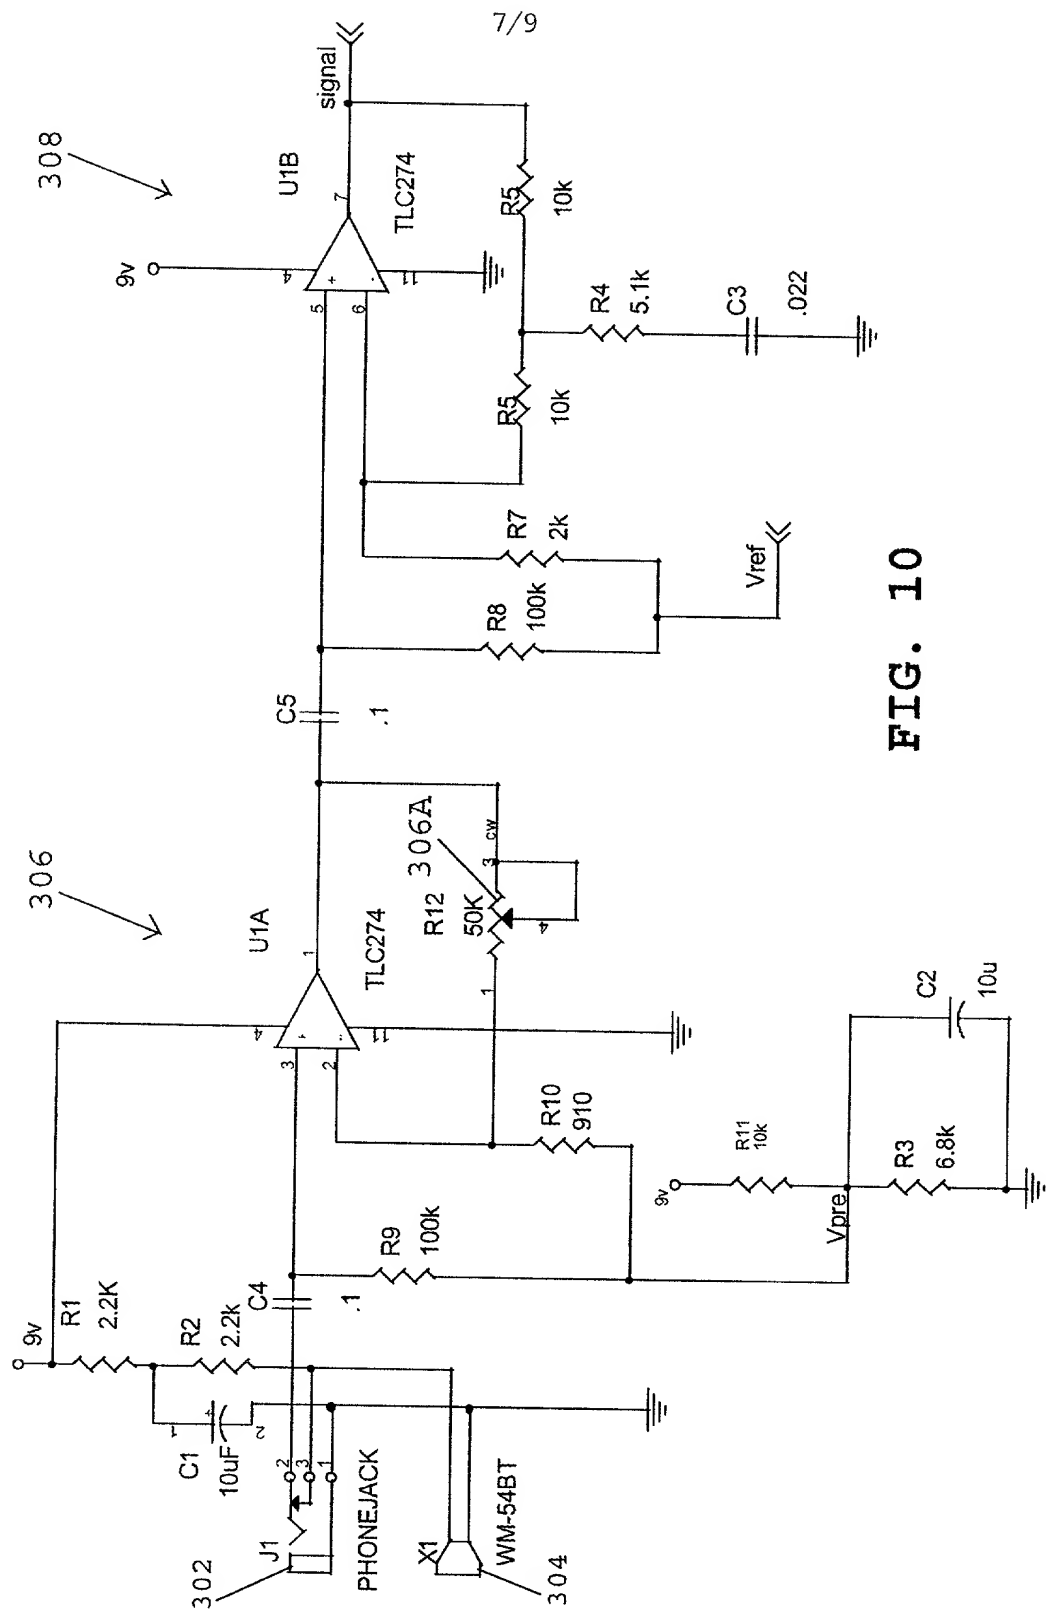 7/9
308
306
signal
U1B
TLC274
9v
4
11
5
6
7
+
-
R5
10k
R4
5.1k
C3
.022
R5
10k
R7
2k
R8
100k
Vref
C5
.1
306A
R12
50K
3
cw
4
1
U1A
TLC274
1
4
11
3
2
+
-
R10
910
R9
100k
9v
R11
10k
Vpre
R3
6.8k
C2
10u
9v
R1
2.2K
R2
2.2k
C4
.1
C1
10uF
1
+
2
J1
2
3
1
PHONEJACK
302
X1
WM-54BT
304
FIG. 10